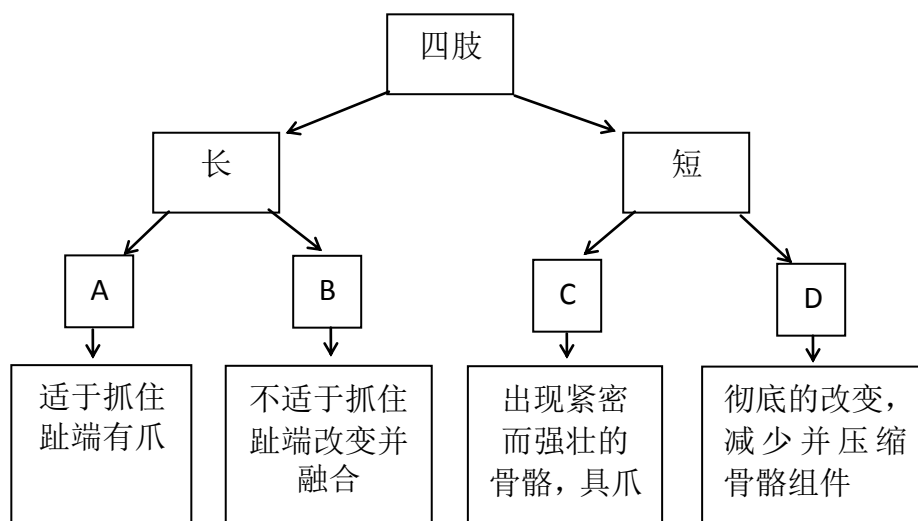 四肢
长
短
A
B
C
D
适于抓住
趾端有爪
不适于抓住
趾端改变并
融合
出现紧密
而强壮的
骨骼，具爪
彻底的改变，
减少并压缩
骨骼组件